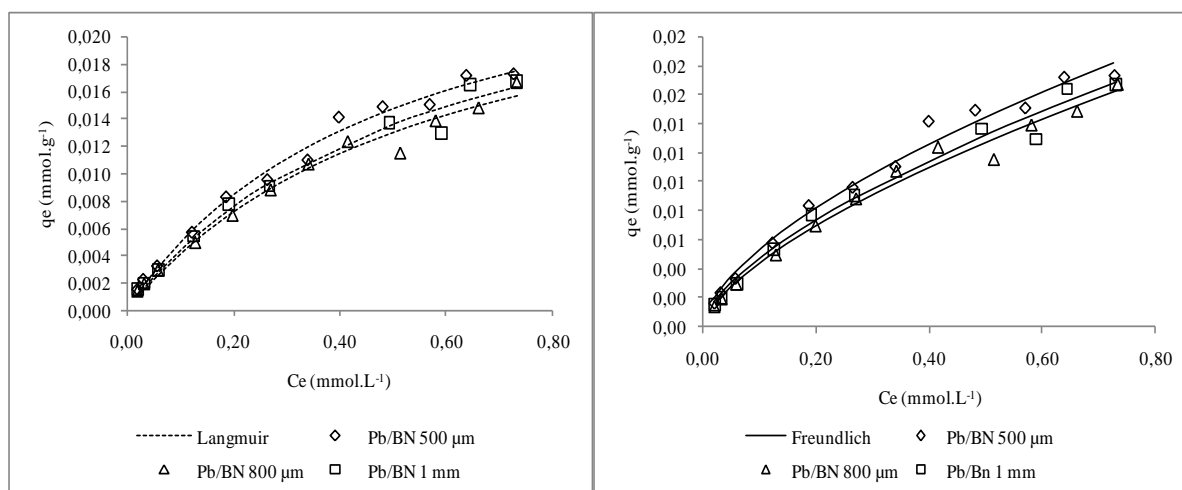 0,020
0,018
0,016
0,014
0,012
0,010
0,008
0,006
0,004
0,002
0,000
qe (mmol.g-1)
0,00 0,20 0,40 0,60 0,80
Ce (mmol.L-1)
Langmuir
Pb/BN 500 µm
Pb/BN 800 µm
Pb/BN 1 mm
0,02
0,02
0,02
0,01
0,01
0,01
0,01
0,01
0,00
0,00
0,00
qe (mmol.g-1)
0,00 0,20 0,40 0,60 0,80
Ce (mmol.L-1)
Freundlich
Pb/BN 500 µm
Pb/BN 800 µm
Pb/Bn 1 mm